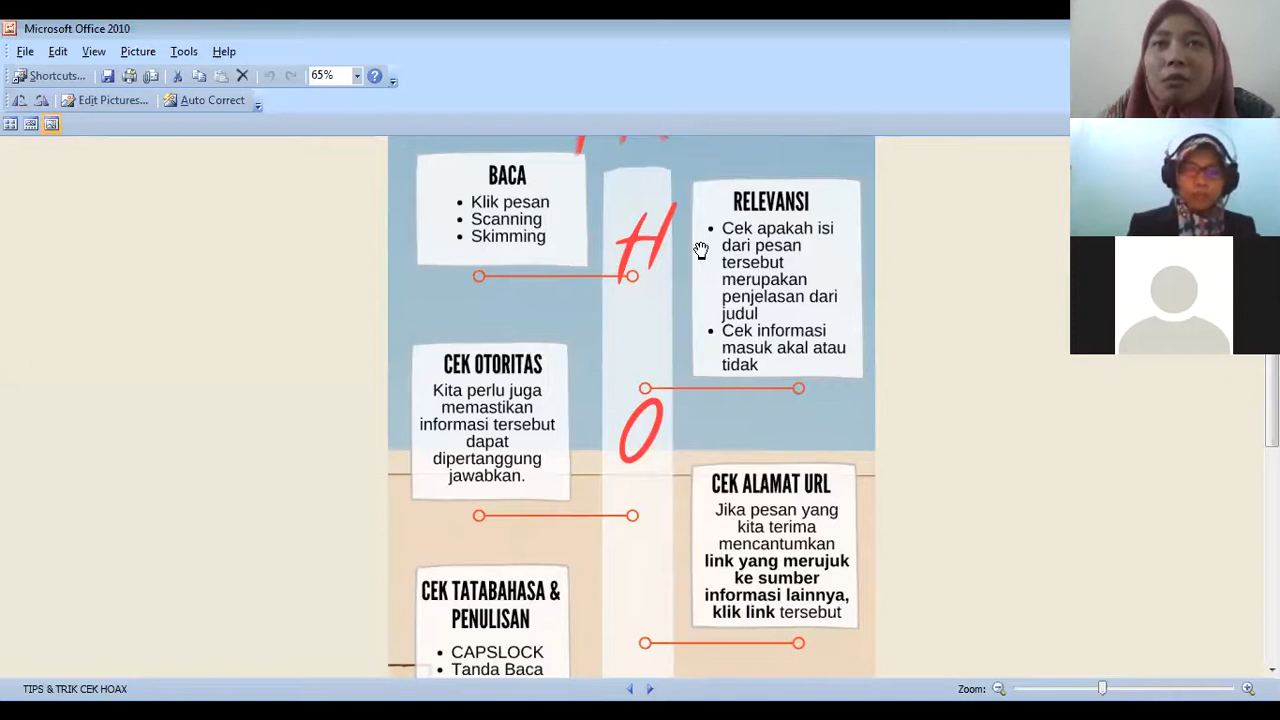 Microsoft Office 2010
File Edit View Picture Tools Help
Shortcuts... 65%
Edit Pictures... Auto Correct
BACA
• Klik pesan
• Scanning
• Skimming
H
RELEVANSI
• Cek apakah isi
dari pesan
tersebut
merupakan
penjelasan dari
judul
• Cek informasi
masuk akal atau
tidak
CEK OTORITAS
Kita perlu juga
memastikan
informasi tersebut
dapat
dipertanggung
jawabkan.
O
CEK ALAMAT URL
Jika pesan yang
kita terima
mencantumkan
link yang merujuk
ke sumber
informasi lainnya,
klik link tersebut
CEK TATABAHASA &
PENULISAN
• CAPSLOCK
• Tanda Baca
TIPS & TRIK CEK HOAX
Zoom: